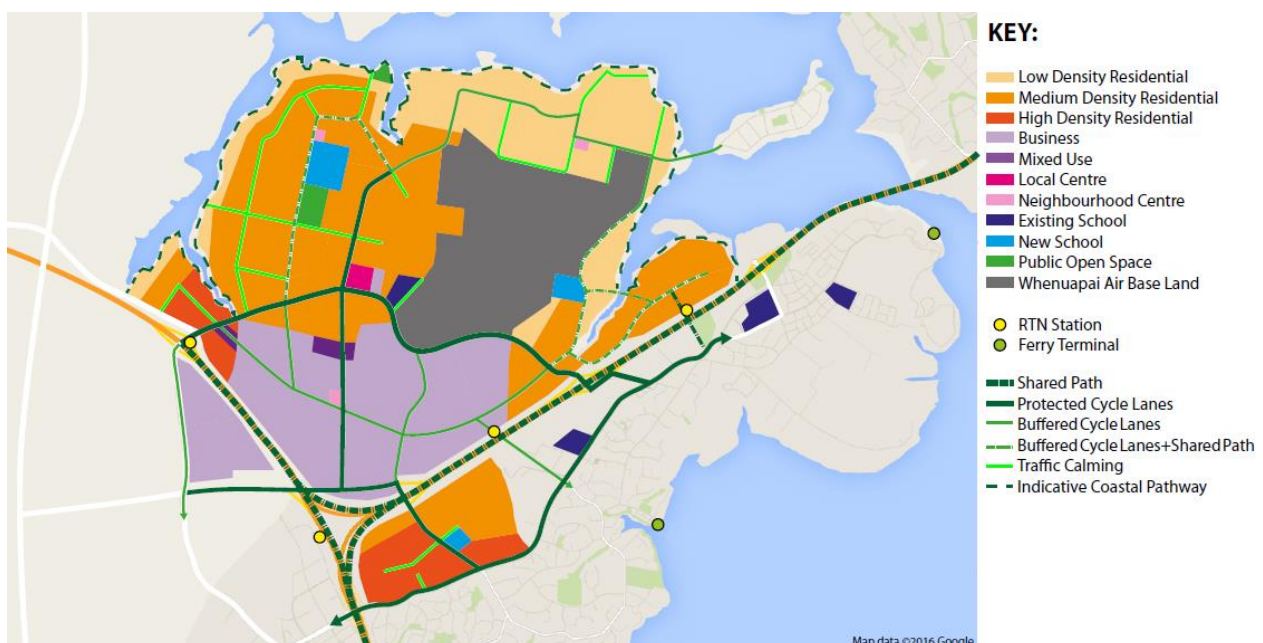 KEY:
Low Density Residential
Medium Density Residential
High Density Residential
Business
Mixed Use
Local Centre
Neighbourhood Centre
Existing School
New School
Public Open Space
Whenuapai Air Base Land
RTN Station
Ferry Terminal
Shared Path
Protected Cycle Lanes
Buffered Cycle Lanes
Buffered Cycle Lanes+Shared Path
Traffic Calming
Indicative Coastal Pathway
Map data ©2016 Google